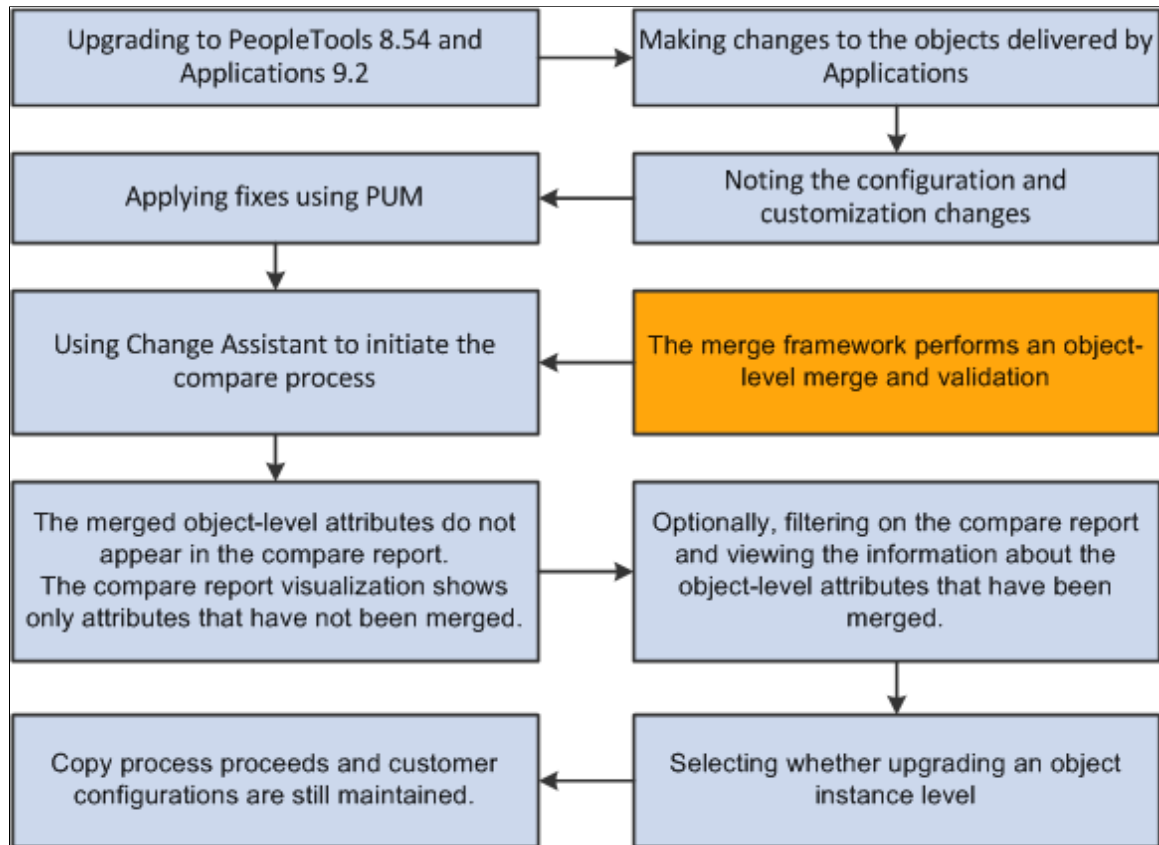 Upgrading to PeopleTools 8.54 and
Applications 9.2
Making changes to the objects delivered by
Applications
Noting the configuration and
customization changes
Applying fixes using PUM
Using Change Assistant to initiate the
compare process
The merge framework performs an object-
level merge and validation
The merged object-level attributes do not
appear in the compare report.
The compare report visualization shows
only attributes that have not been merged.
Optionally, filtering on the compare report
and viewing the information about the
object-level attributes that have been
merged.
Selecting whether upgrading an object
instance level
Copy process proceeds and customer
configurations are still maintained.